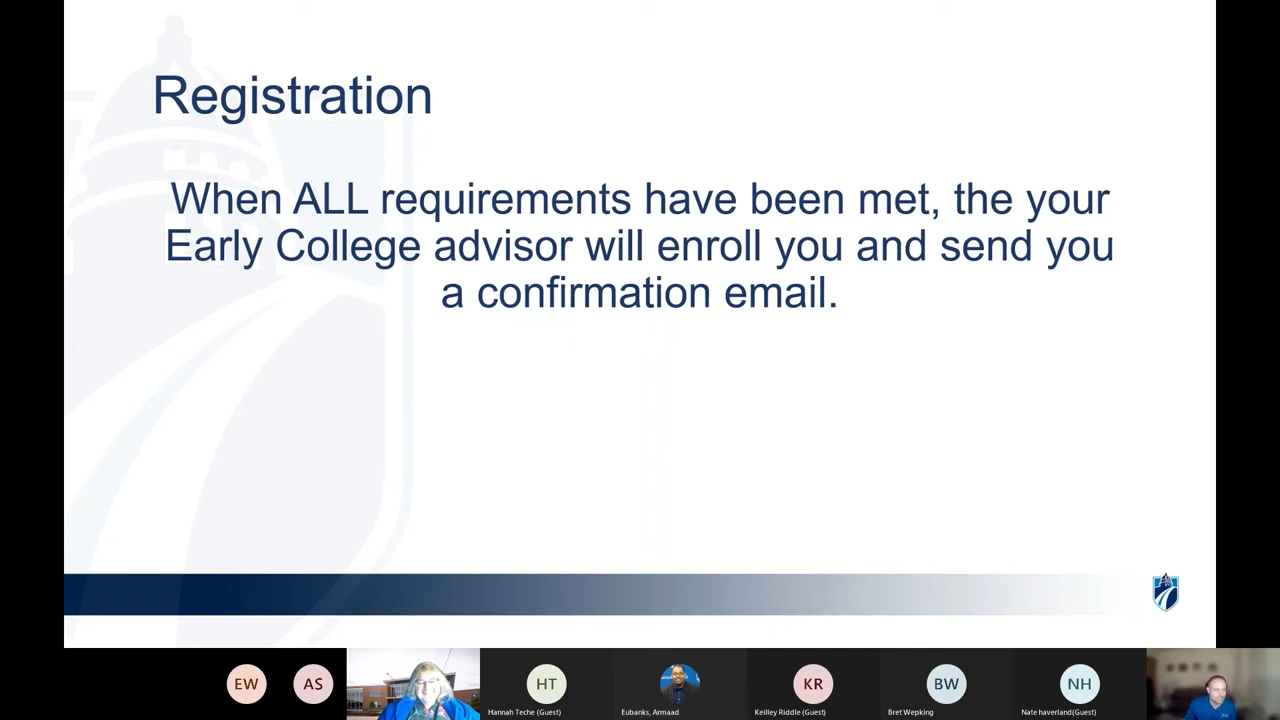 Registration
When ALL requirements have been met, the your
Early College advisor will enroll you and send you
a confirmation email.
EW
AS
HT
KR
BW
NH
Hannah Teche (Guest)
Eubanks, Armaad
Keilley Riddle (Guest)
Bret Wepking
Nate haverland(Guest)